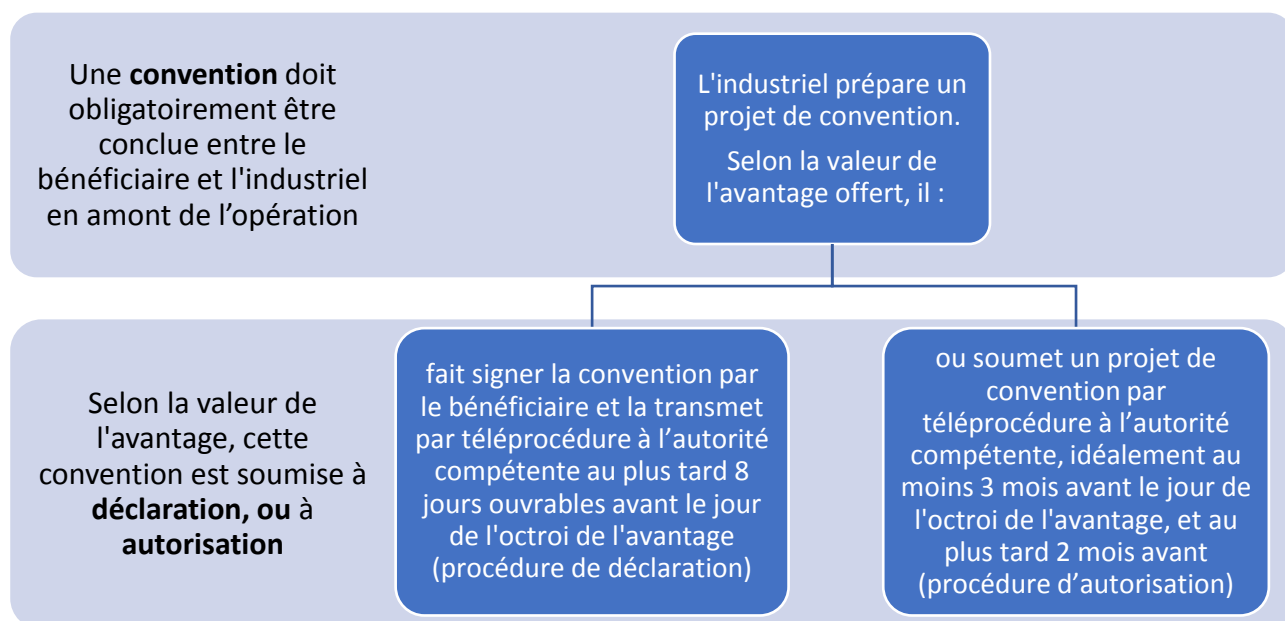 Une convention doit
obligatoirement être
conclue entre le
bénéficiaire et l'industriel
en amont de l’opération
L'industriel prépare un
projet de convention.
Selon la valeur de
l'avantage offert, il :
Selon la valeur de
l'avantage, cette
convention est soumise à
déclaration, ou à
autorisation
fait signer la convention par
le bénéficiaire et la transmet
par téléprocédure à l’autorité
compétente au plus tard 8
jours ouvrables avant le jour
de l'octroi de l'avantage
(procédure de déclaration)
ou soumet un projet de
convention par
téléprocédure à l’autorité
compétente, idéalement au
moins 3 mois avant le jour de
l'octroi de l'avantage, et au
plus tard 2 mois avant
(procédure d’autorisation)